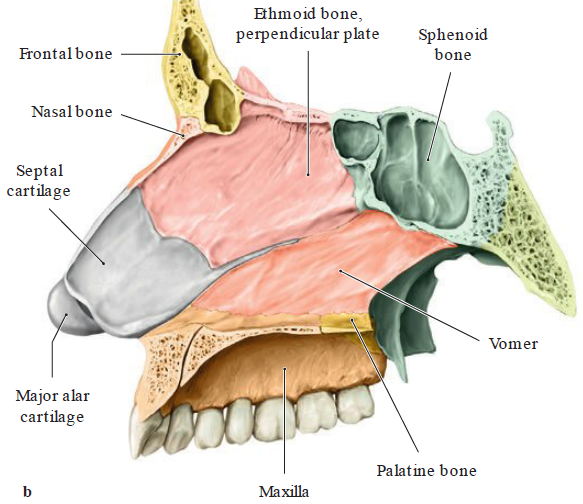 Ethmoid bone,
perpendicular plate
Sphenoid
bone
Frontal bone
Nasal bone
Septal
cartilage
Vomer
Major alar
cartilage
Palatine bone
b
Maxilla